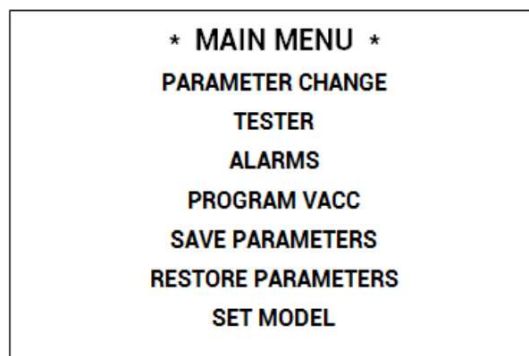 * MAIN MENU *
PARAMETER CHANGE
TESTER
ALARMS
PROGRAM VACC
SAVE PARAMETERS
RESTORE PARAMETERS
SET MODEL